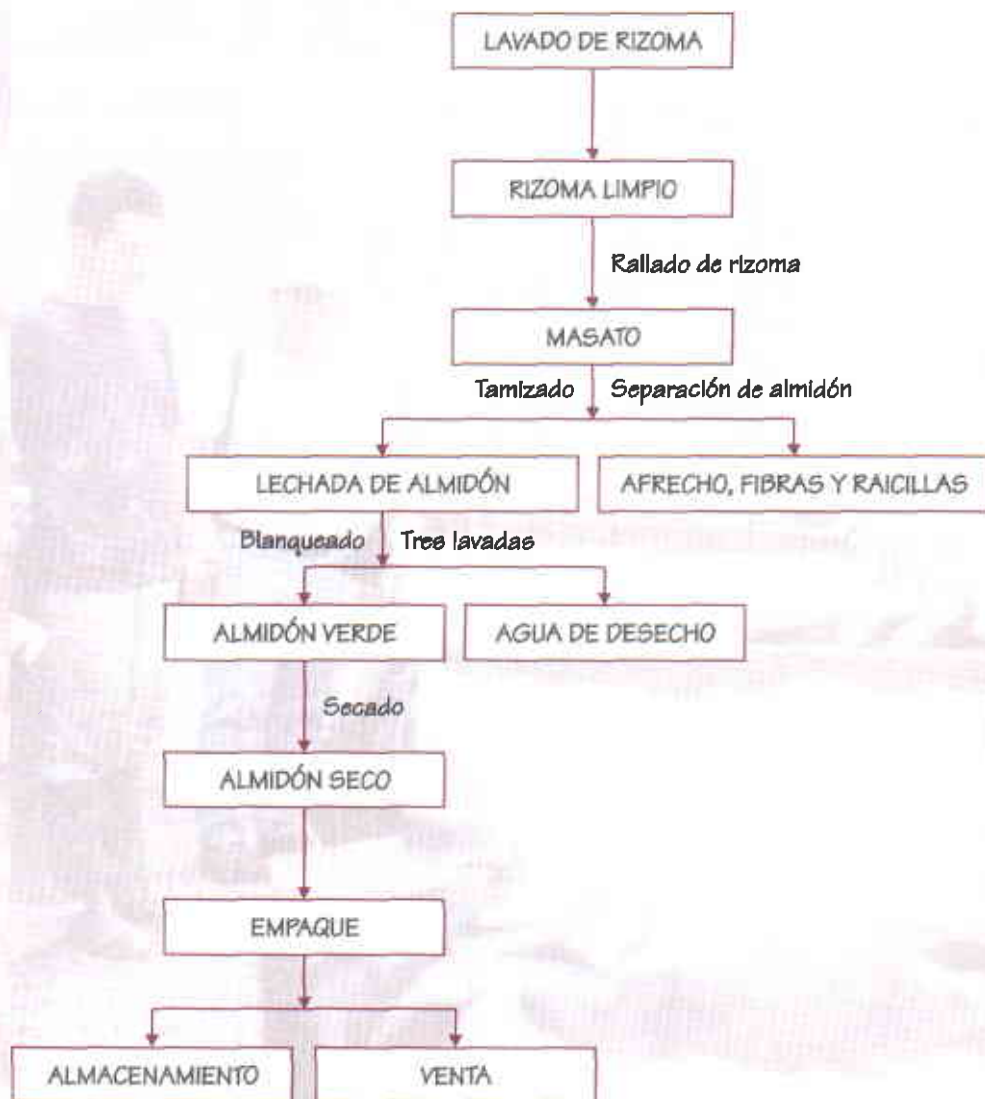 LAVADO DE RIZOMA
RIZOMA LIMPIO
Rallado de rizoma
MASATO
Tamizado Separación de almidón
LECHADA DE ALMIDÓN AFRECHO, FIBRAS Y RAICILLAS
Blanqueado Tres lavadas
ALMIDÓN VERDE AGUA DE DESECHO
Secado
ALMIDÓN SECO
EMPAQUE
ALMACENAMIENTO VENTA